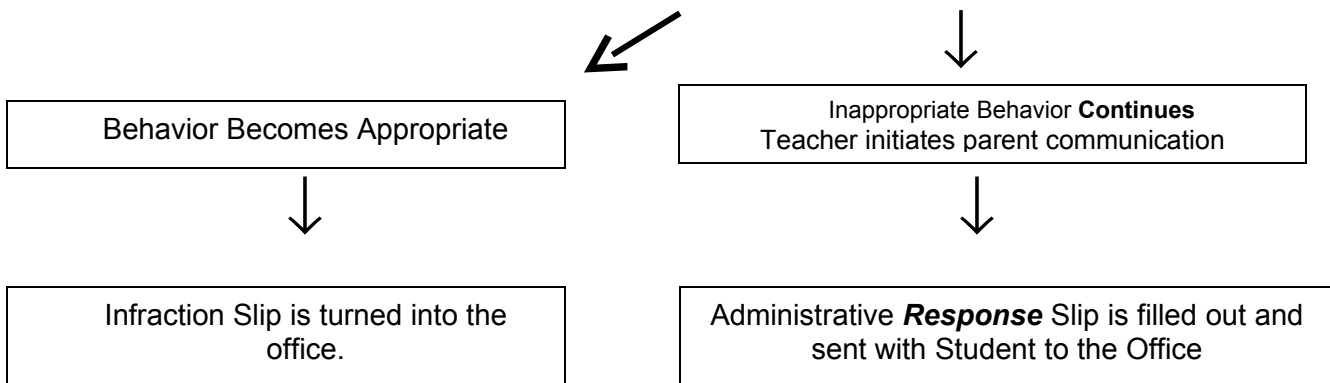 Behavior Becomes Appropriate
Inappropriate Behavior Continues
Teacher initiates parent communication
Infraction Slip is turned into the
office.
Administrative Response Slip is filled out and
sent with Student to the Office